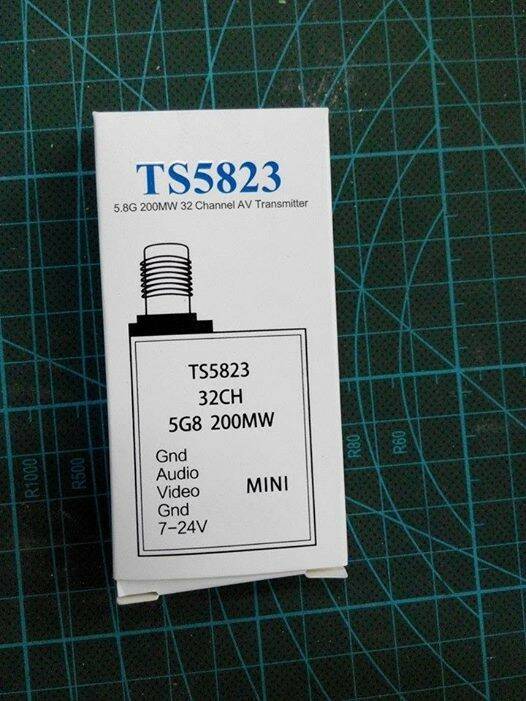 TS5823
5.8G 200MW 32 Channel AV Transmitter
TS5823
32CH
5G8 200MW
Gnd
Audio
Video
Gnd
7-24V
MINI
R1000
R500
R80
R60